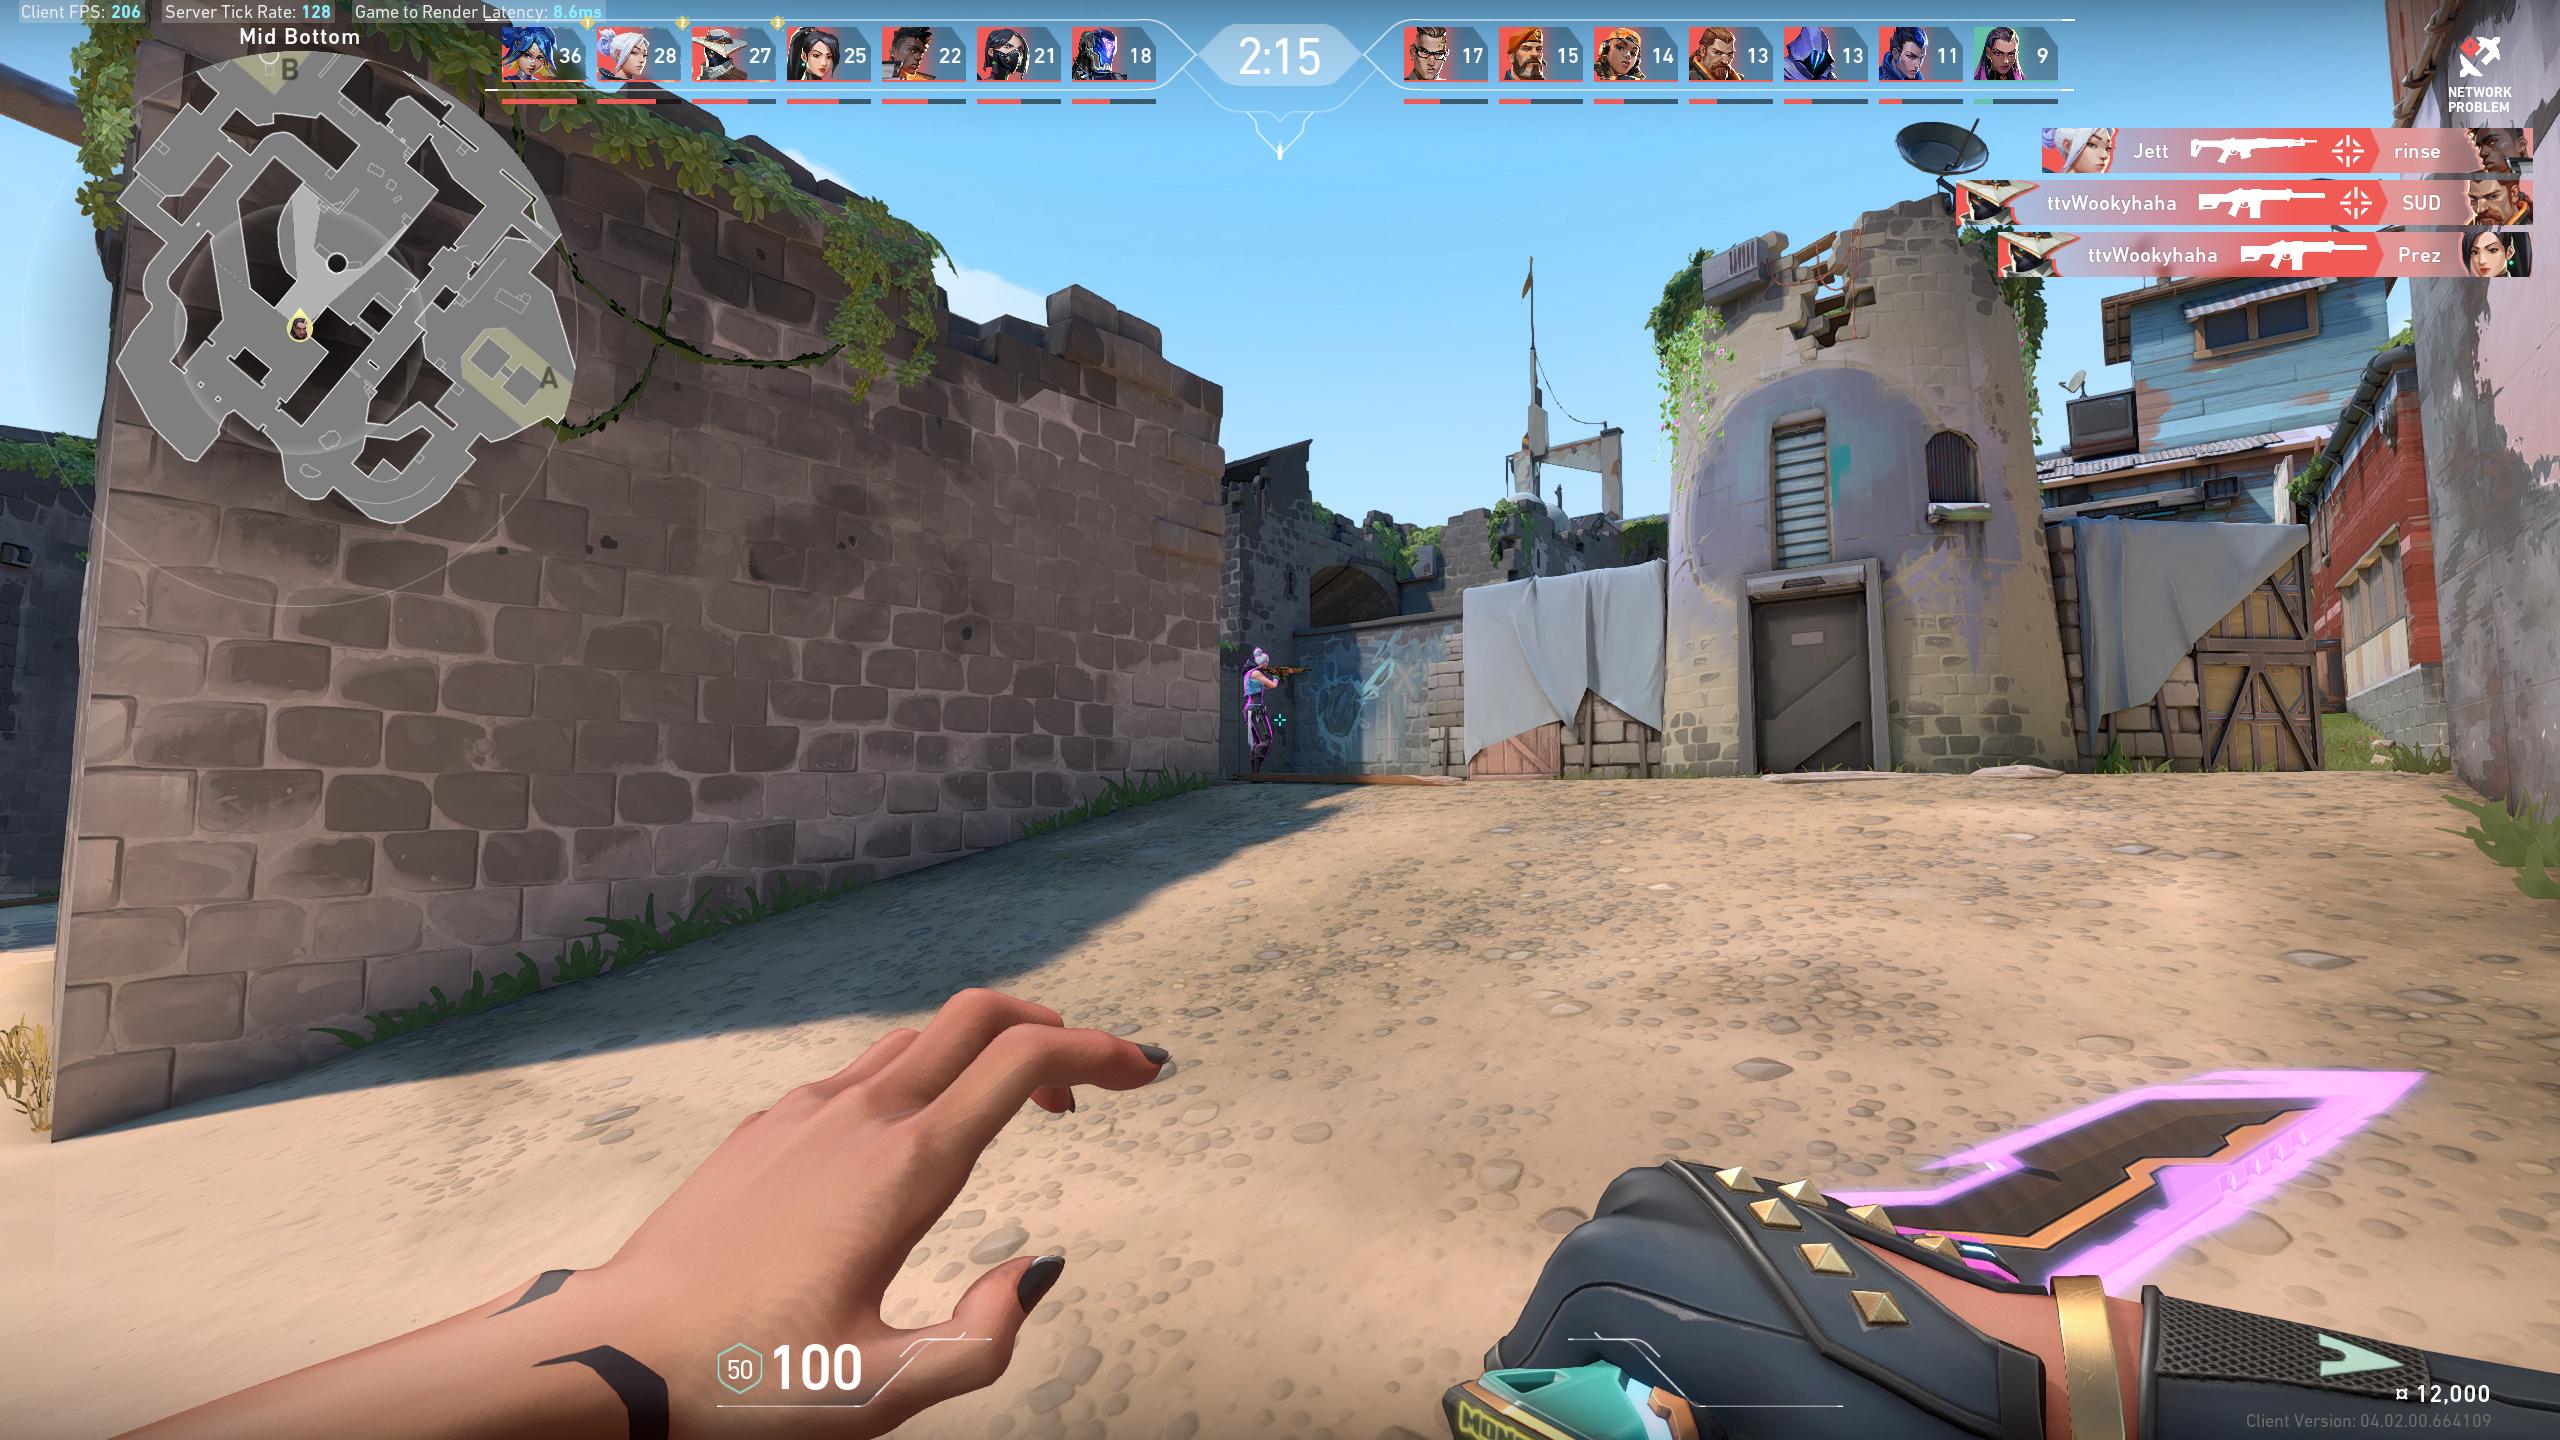 Client FPS: 206 Server Tick Rate: 128 Game to Render Latency: 8.6ms
Mid Bottom
B
A
36 28 27 25 22 21 18
2:15
17 15 14 13 13 11 9
NETWORK
PROBLEM
Jett rinse
ttvWookyhaha SUD
ttvWookyhaha Prez
50 100
¤ 12,000
Client Version: 04.02.00.664109